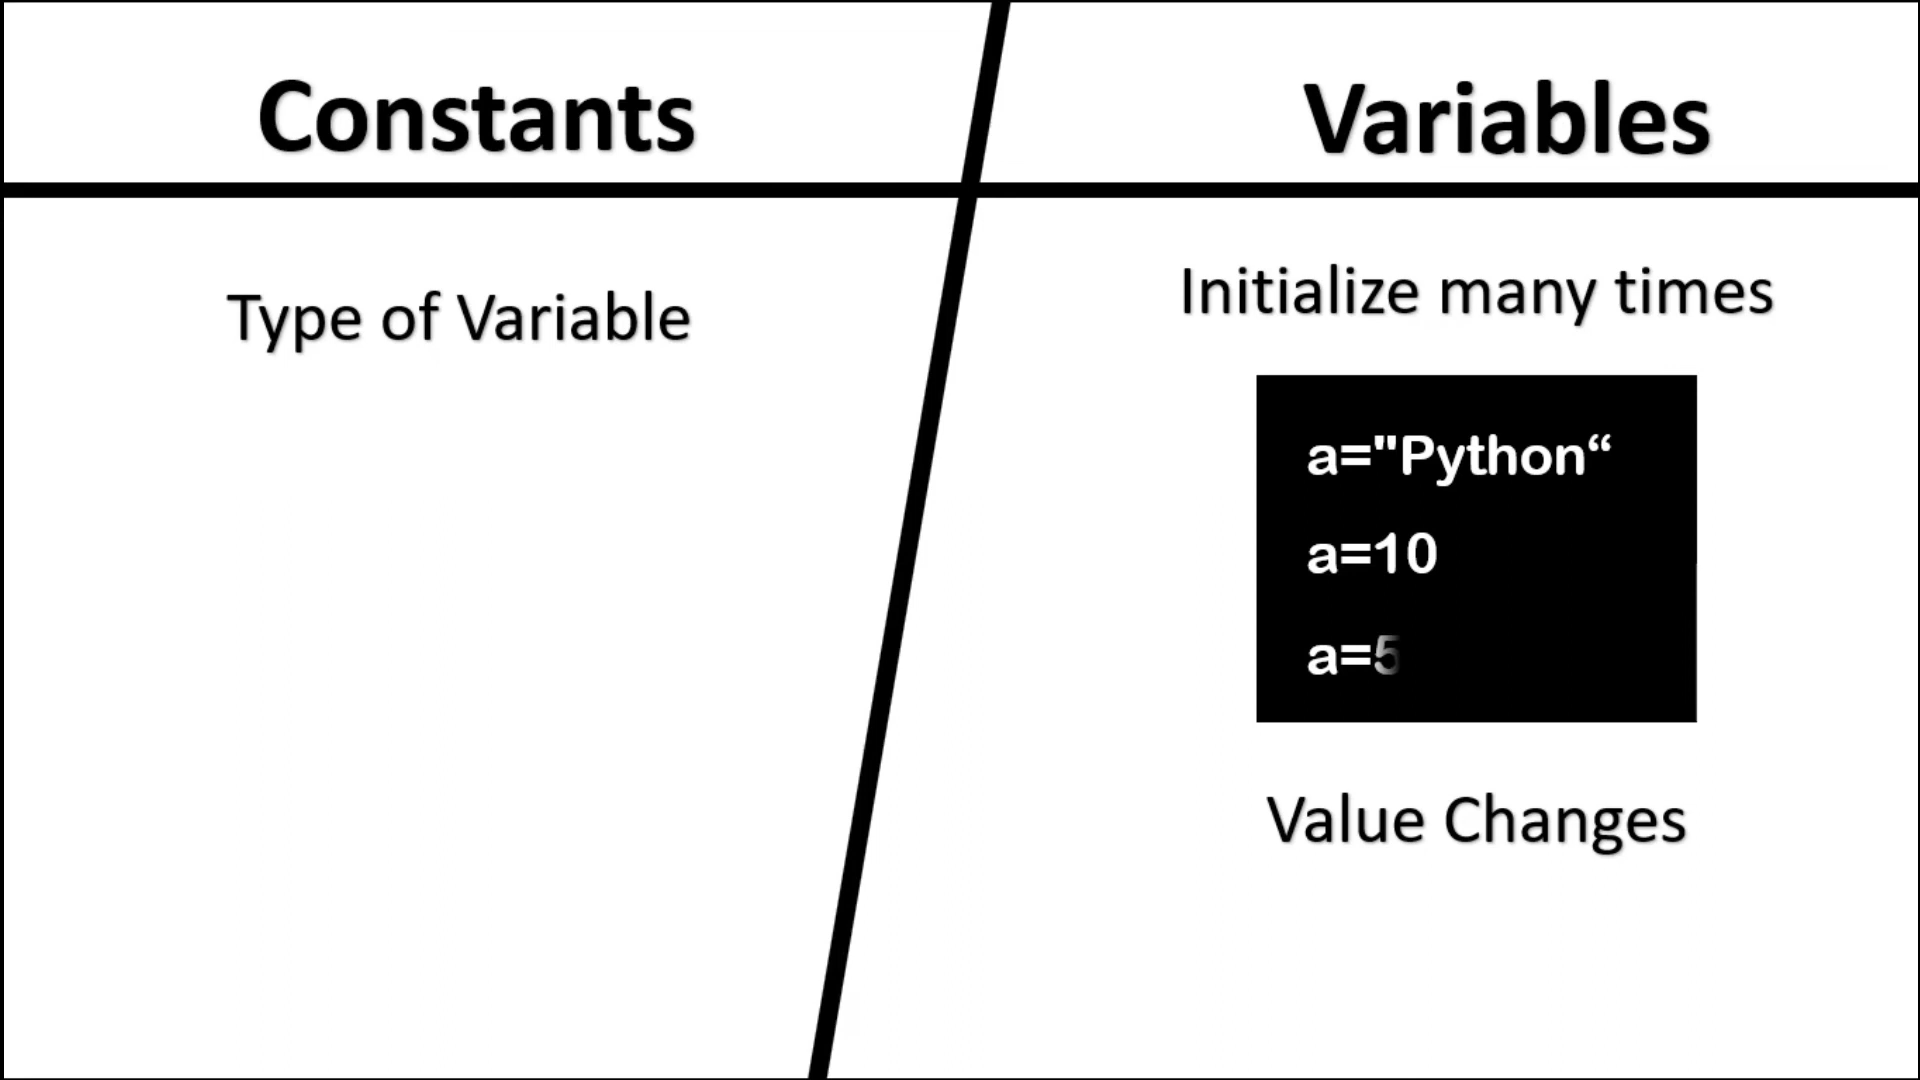 Constants
Variables
Type of Variable
Initialize many times
a="Python“
a=10
a=5
Value Changes